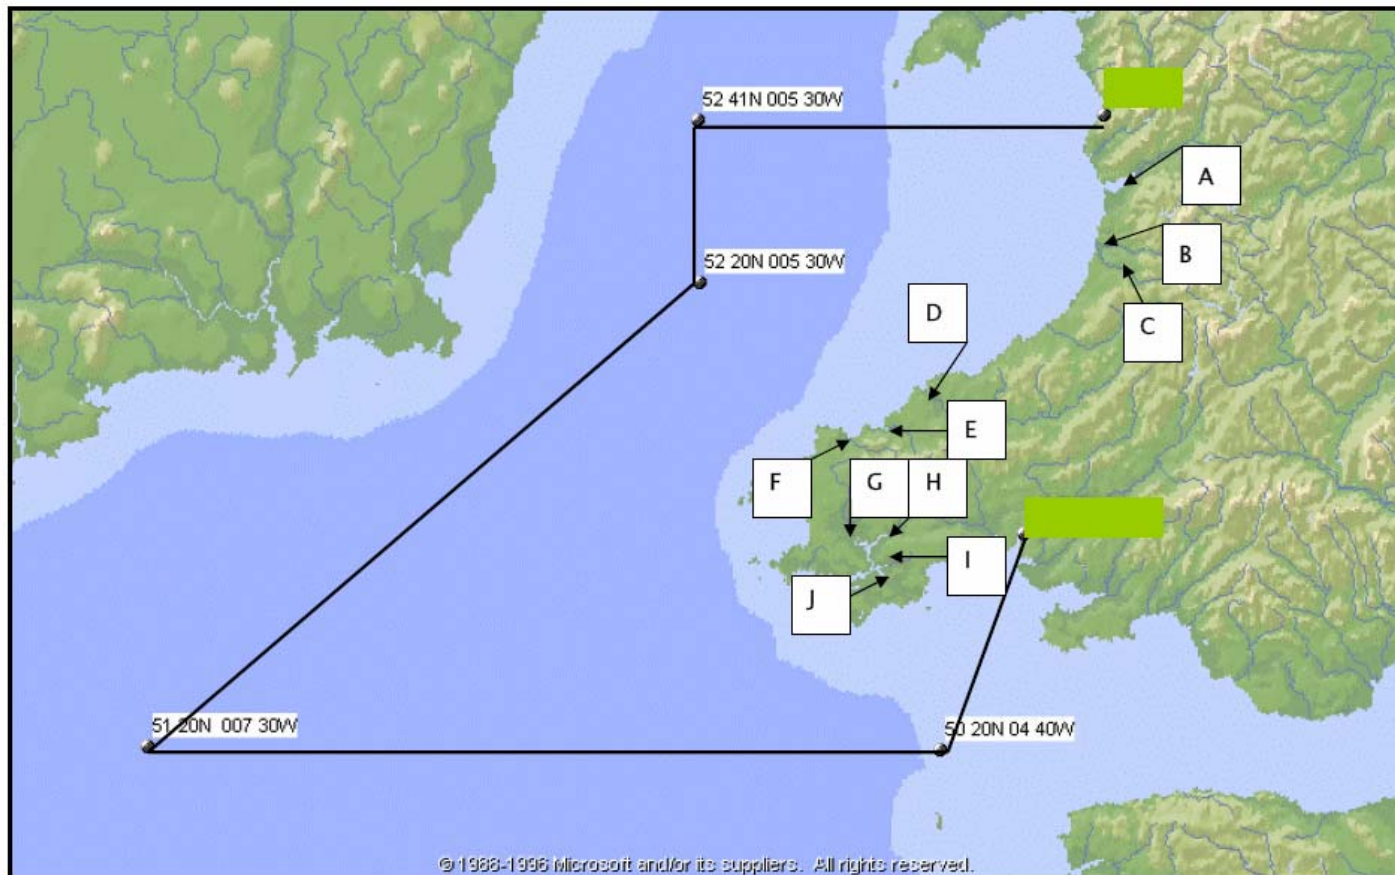 52 41N 005 30W
A
B
52 20N 005 30W
D
C
E
F
G
H
I
J
51 20N 007 30W
50 20N 04 40W
© 1988-1996 Microsoft and/or its suppliers. All rights reserved.